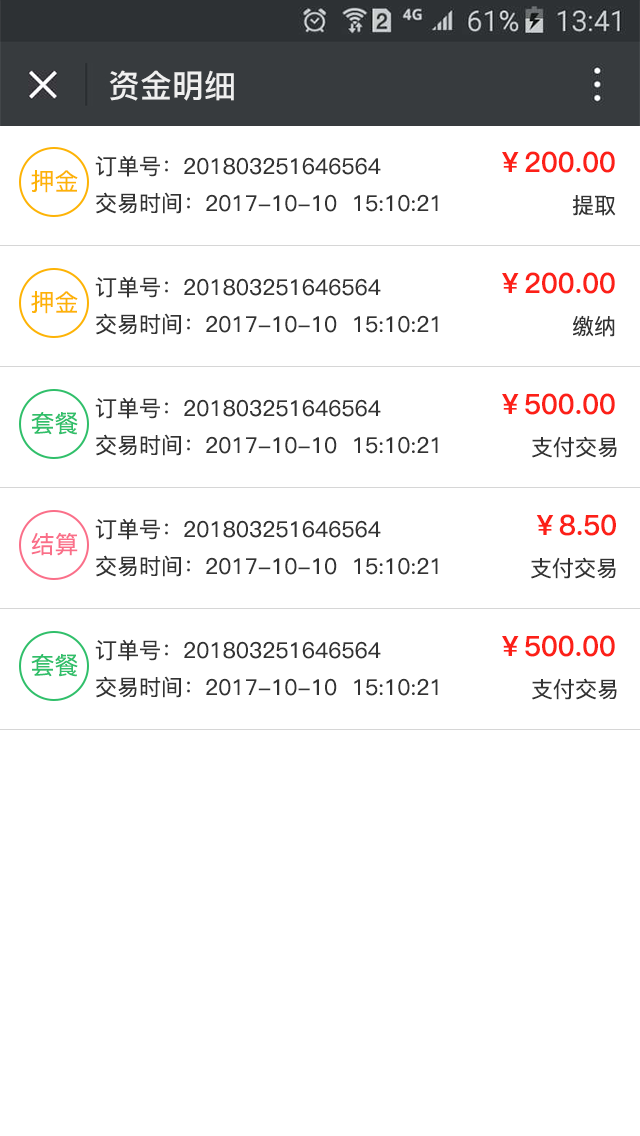 2 4G 61% 13:41
资金明细
押金 订单号：201803251646564 ￥200.00
交易时间：2017-10-10 15:10:21 提取
押金 订单号：201803251646564 ￥200.00
交易时间：2017-10-10 15:10:21 缴纳
套餐 订单号：201803251646564 ￥500.00
交易时间：2017-10-10 15:10:21 支付交易
结算 订单号：201803251646564 ￥8.50
交易时间：2017-10-10 15:10:21 支付交易
套餐 订单号：201803251646564 ￥500.00
交易时间：2017-10-10 15:10:21 支付交易